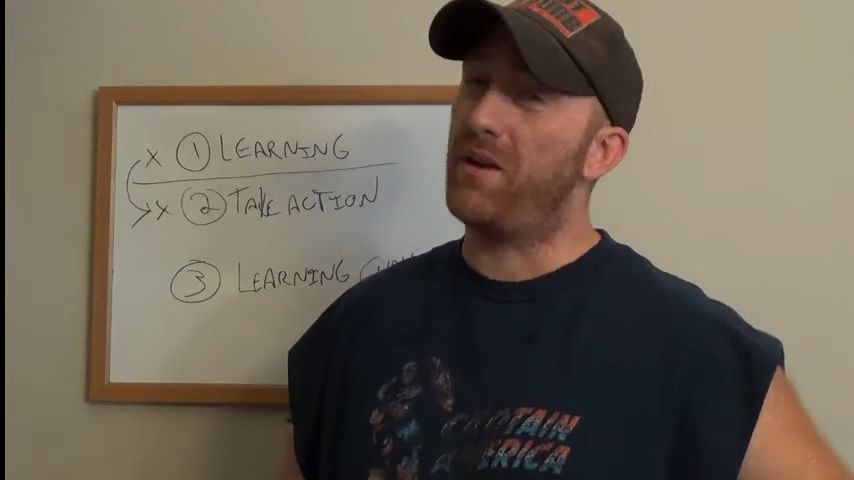 X ① LEARNING
X ② TAKE ACTION
③ LEARNING
CAPTAIN
AMERICA